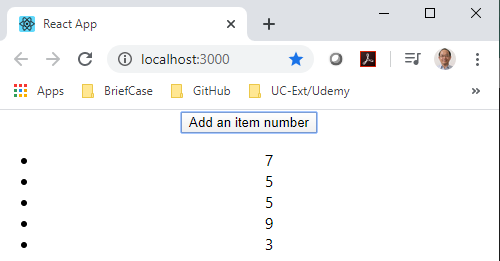 React App
localhost:3000
Apps BriefCase GitHub UC-Ext/Udemy »
Add an item number
7
5
5
9
3